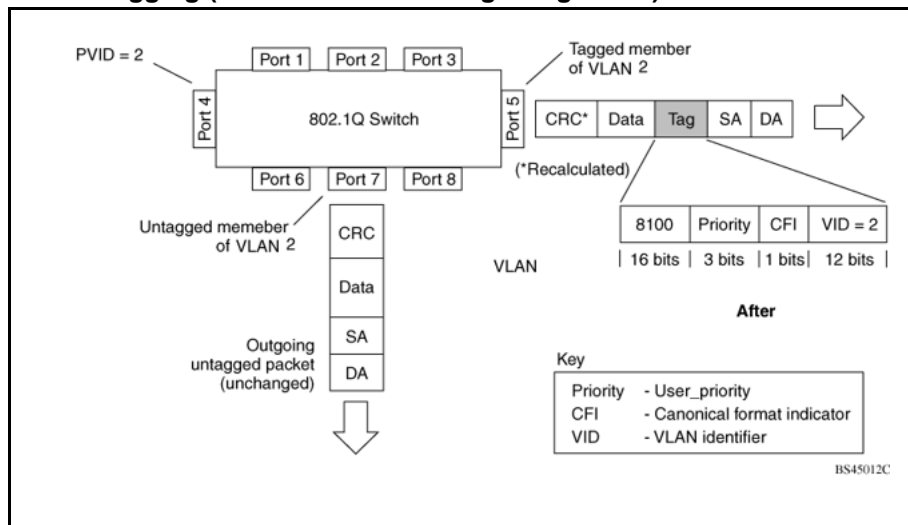 PVID = 2
Port 1
Port 2
Port 3
Tagged member
of VLAN 2
Port 4
802.1Q Switch
Port 5
CRC*
Data
Tag
SA
DA
(*Recalculated)
Port 6
Port 7
Port 8
Untagged memeber
of VLAN 2
CRC
Data
SA
DA
8100
Priority
CFI
VID = 2
16 bits
3 bits
1 bits
12 bits
VLAN
After
Outgoing
untagged packet
(unchanged)
Key
Priority - User_priority
CFI - Canonical format indicator
VID - VLAN identifier
BS45012C